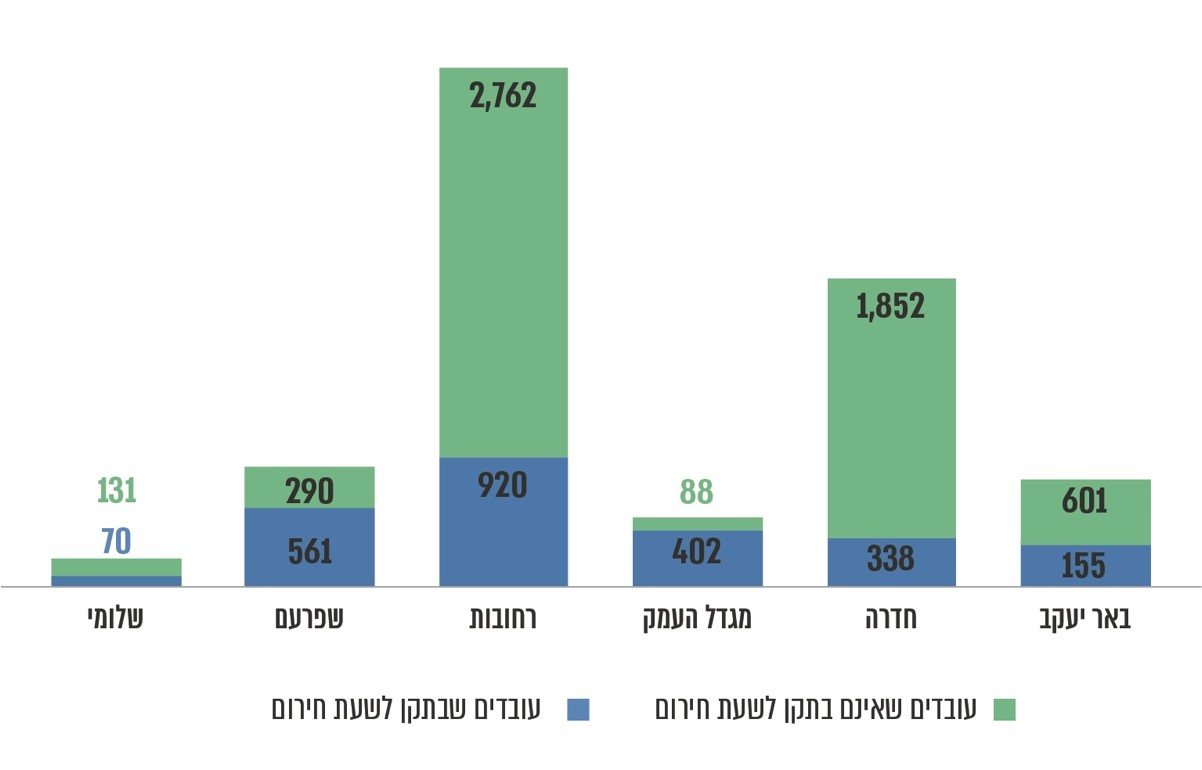 2,762
1,852
131
290
920
88
601
70
561
402
338
155
באר יעקב
חדרה
מגדל העמק
רחובות
שפרעם
שלומי
עובדים שאינם בתקן לשעת חירום
עובדים שבתקן לשעת חירום